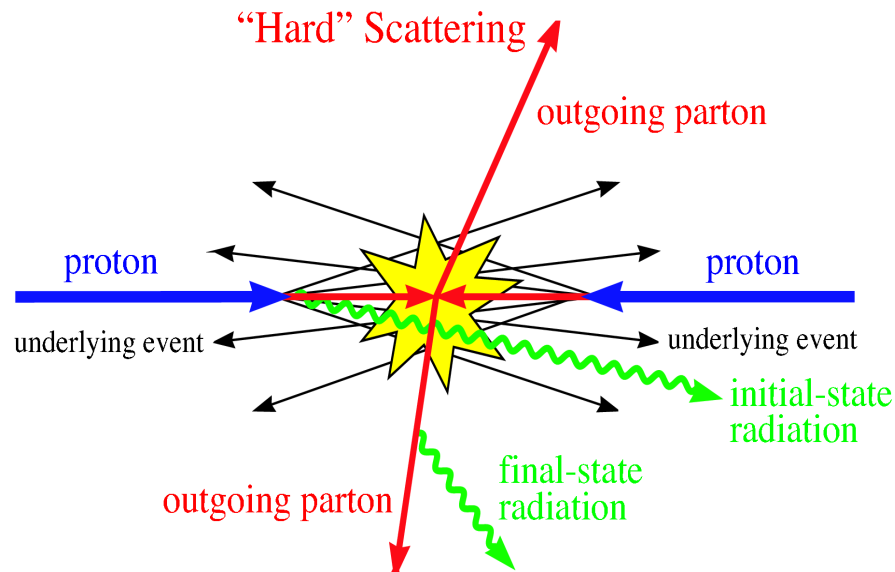 “Hard” Scattering
outgoing parton
proton
proton
underlying event
underlying event
initial-state
radiation
final-state
radiation
outgoing parton